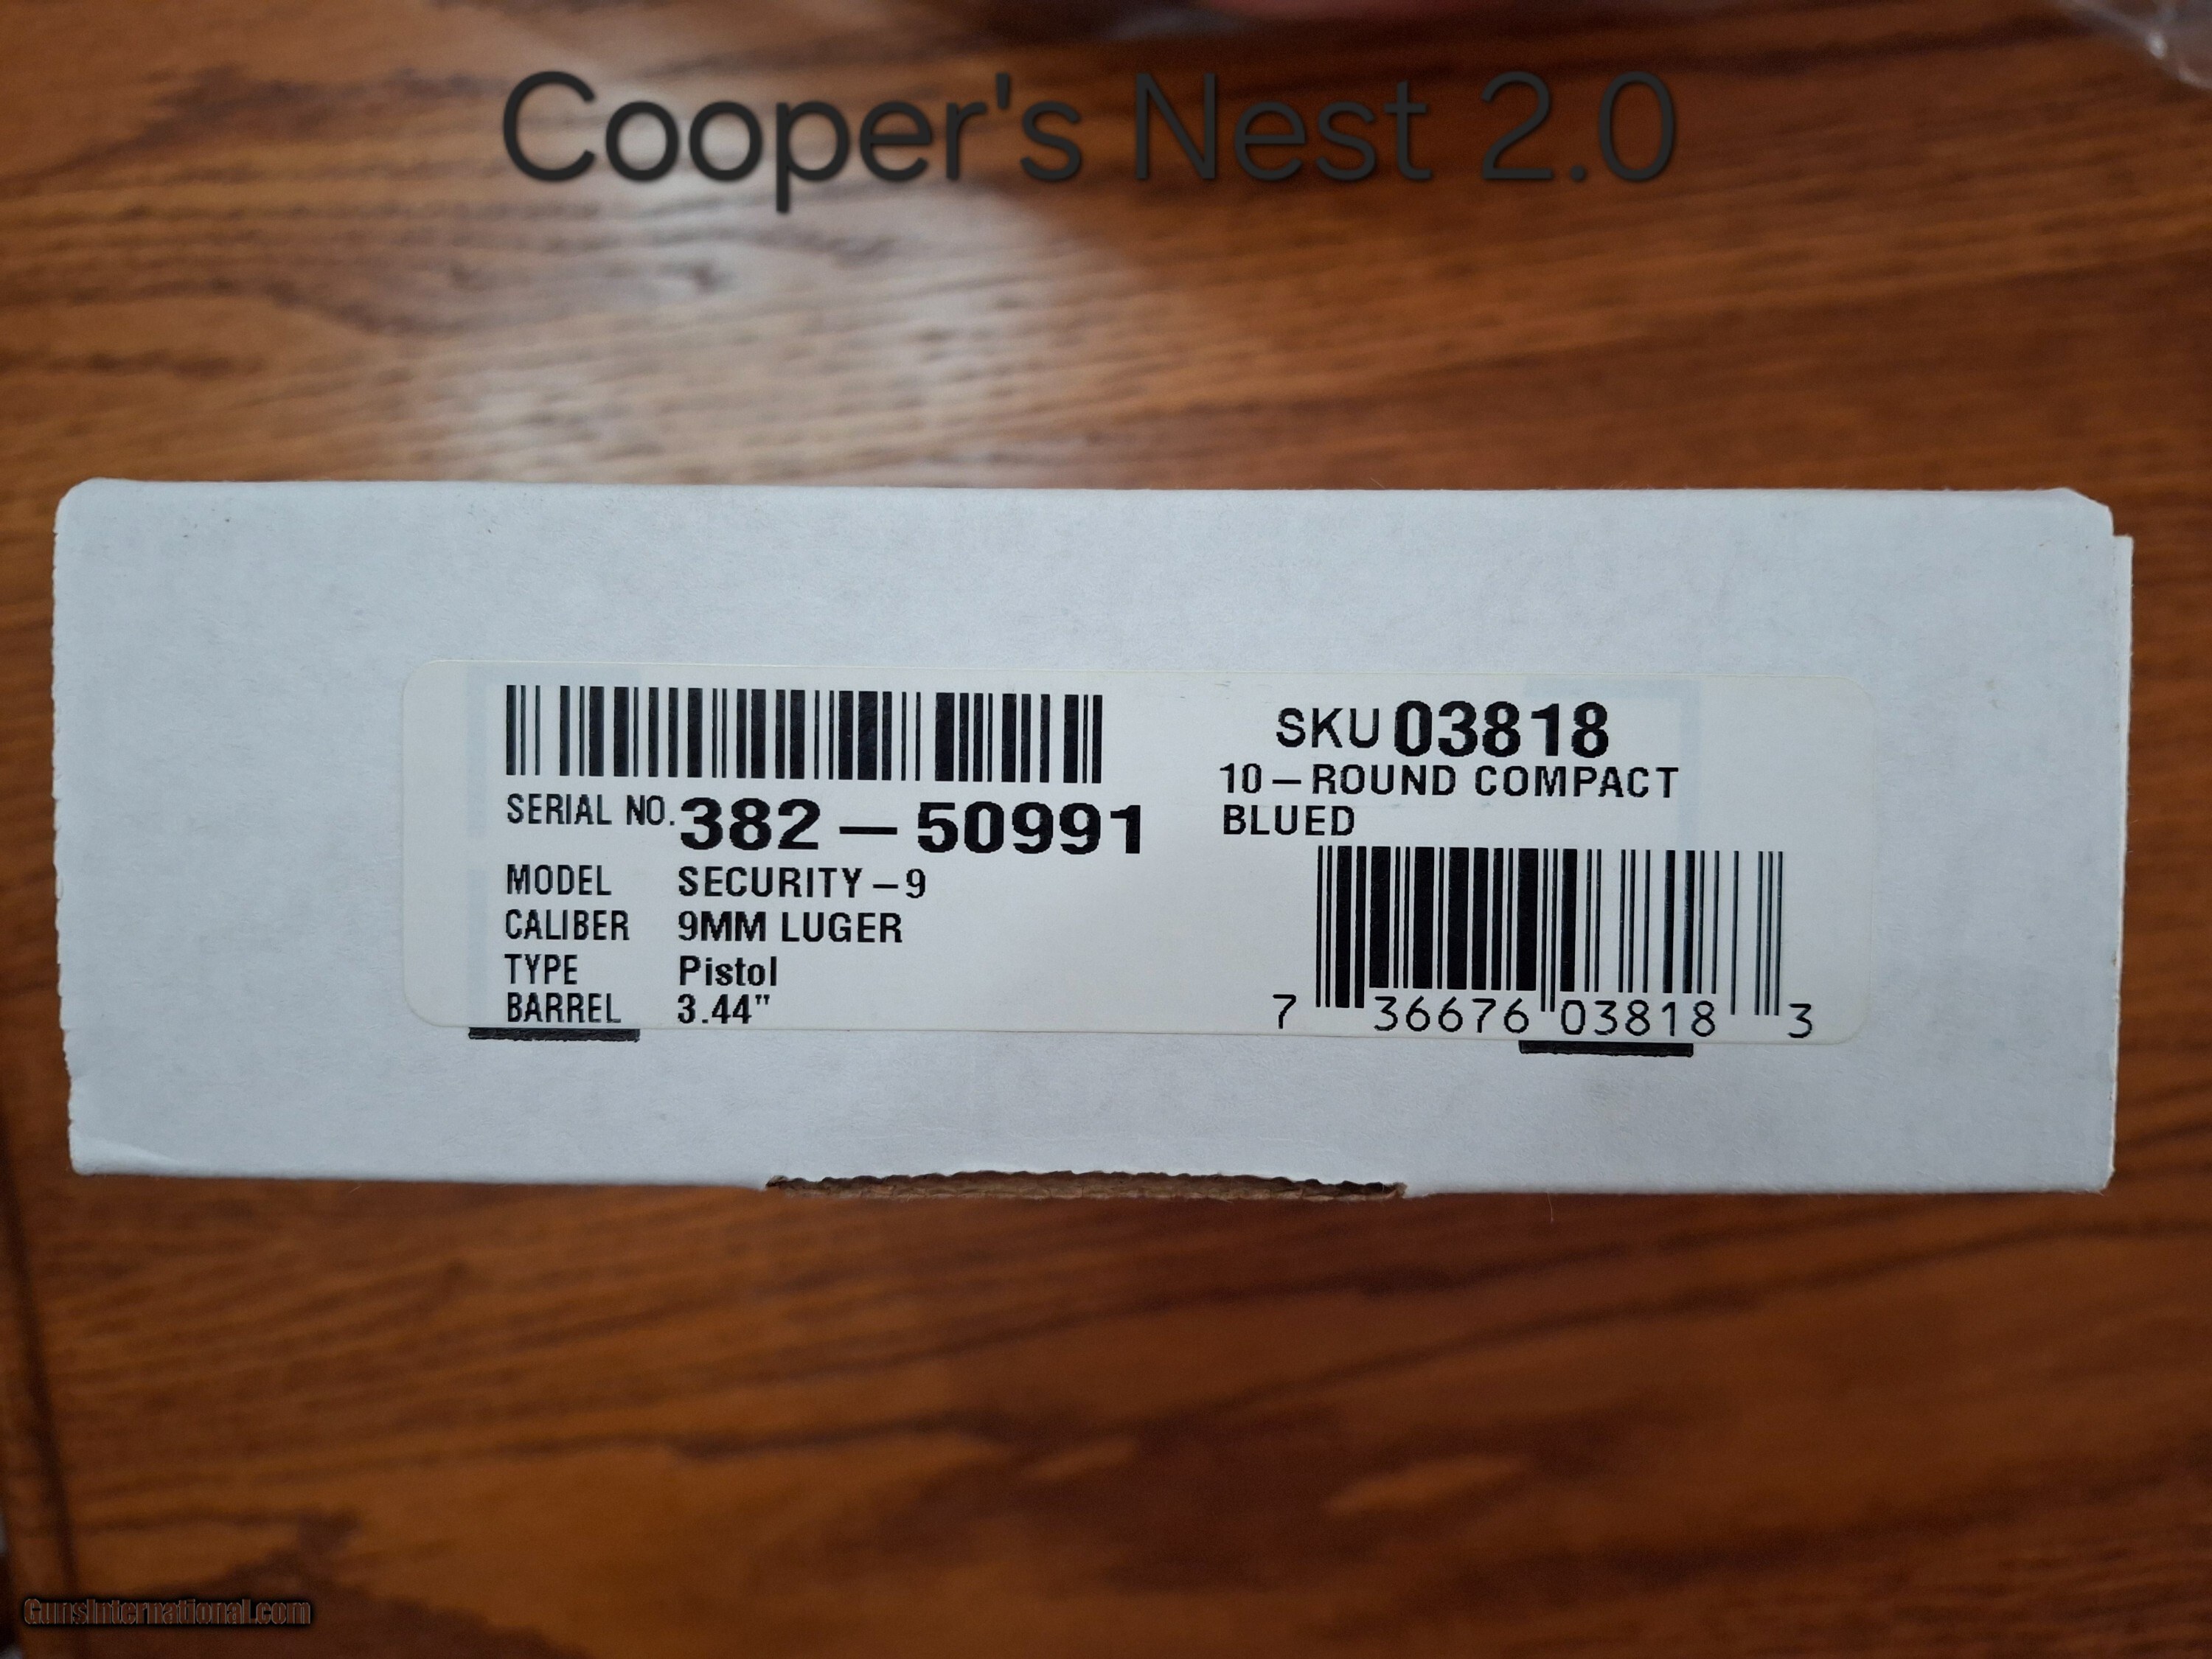 Cooper's Nest 2.0
SERIAL NO. 382-50991
MODEL SECURITY-9
CALIBER 9MM LUGER
TYPE Pistol
BARREL 3.44"
SKU 03818
10-ROUND COMPACT
BLUED
7 36676 03818 3
GunsInternational.com